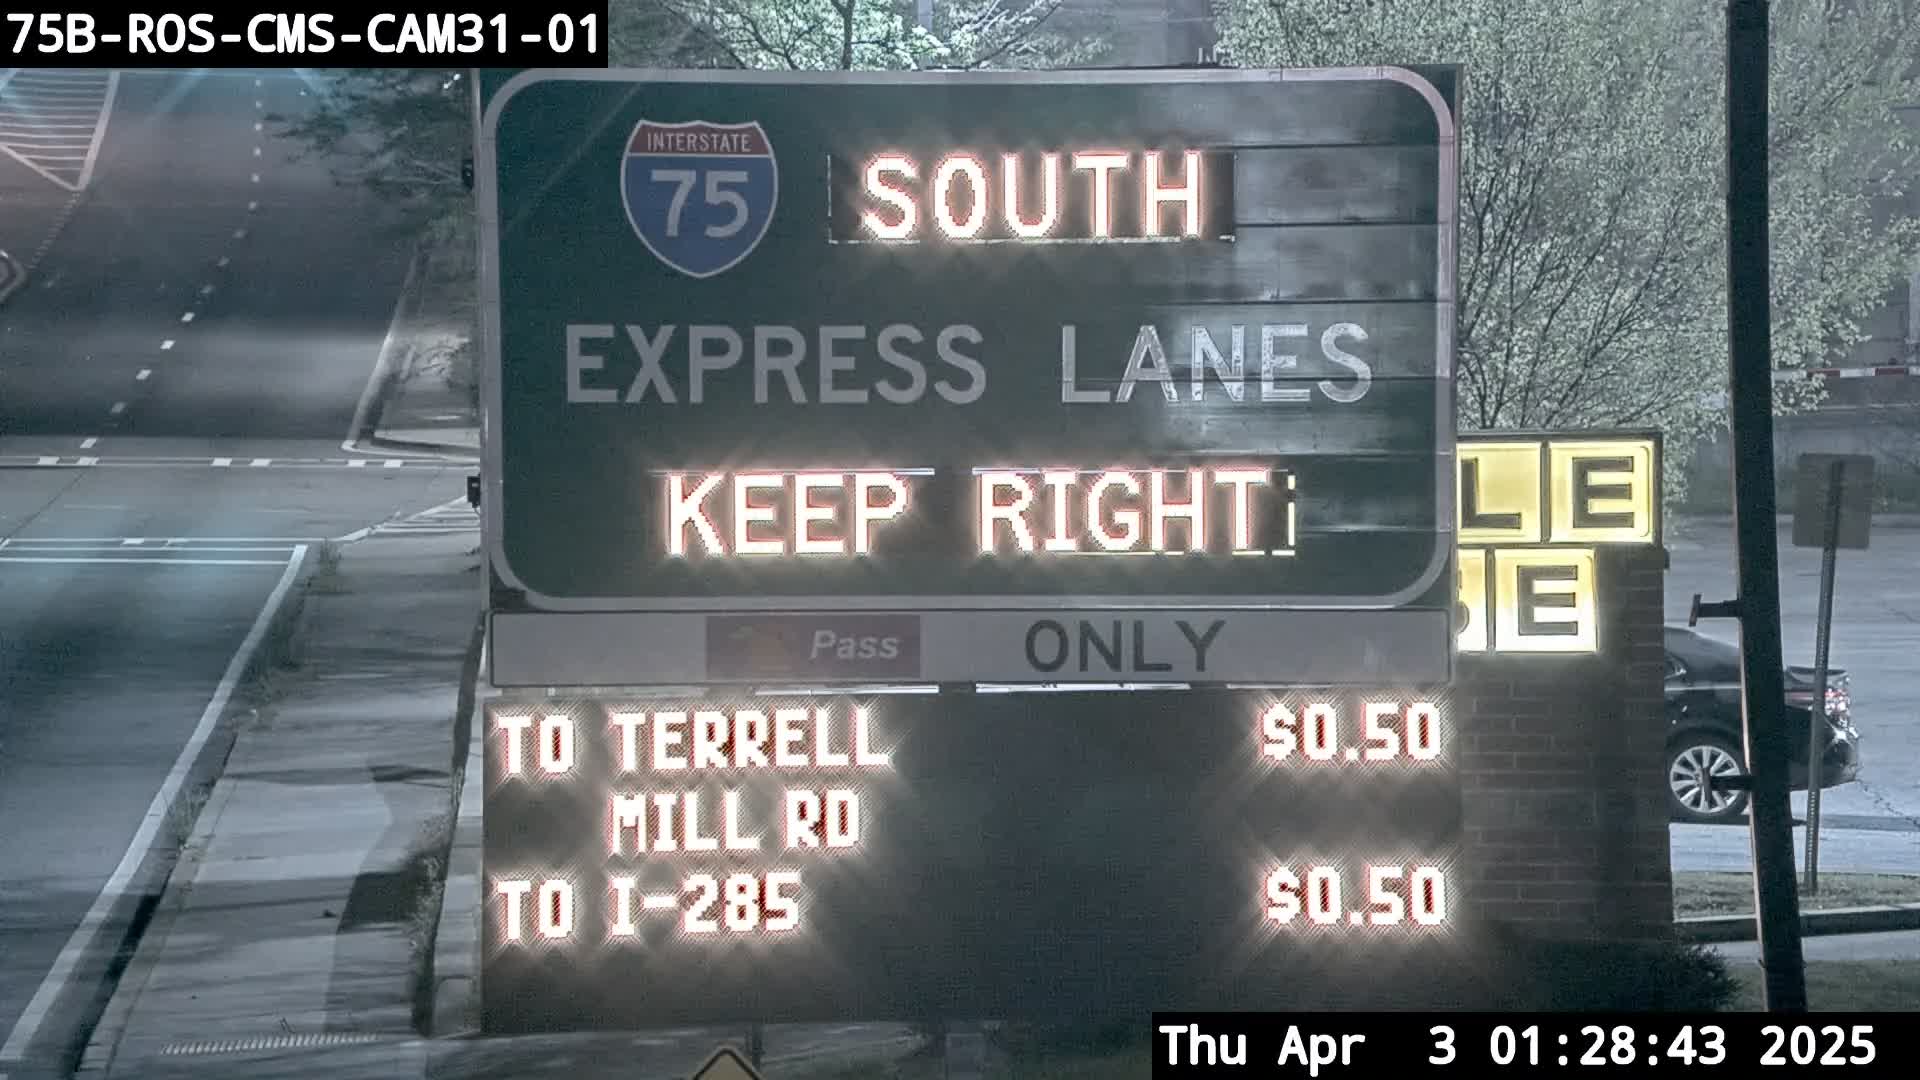 75B-ROS-CMS-CAM31-01
INTERSTATE
75
SOUTH
EXPRESS LANES
KEEP RIGHT
Pass ONLY
TO TERRELL $0.50
MILL RD
TO I-285 $0.50
LE
E
Thu Apr 3 01:28:43 2025